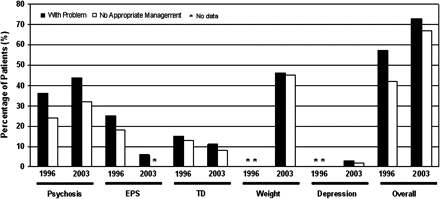 80
With Problem No Appropriate Management * No data
70
60
50
40
30
20
10
0
Percentage of Patients (%)
* * * * *
1996 2003 1996 2003 1996 2003 1996 2003 1996 2003 1996 2003
Psychosis EPS TD Weight Depression Overall